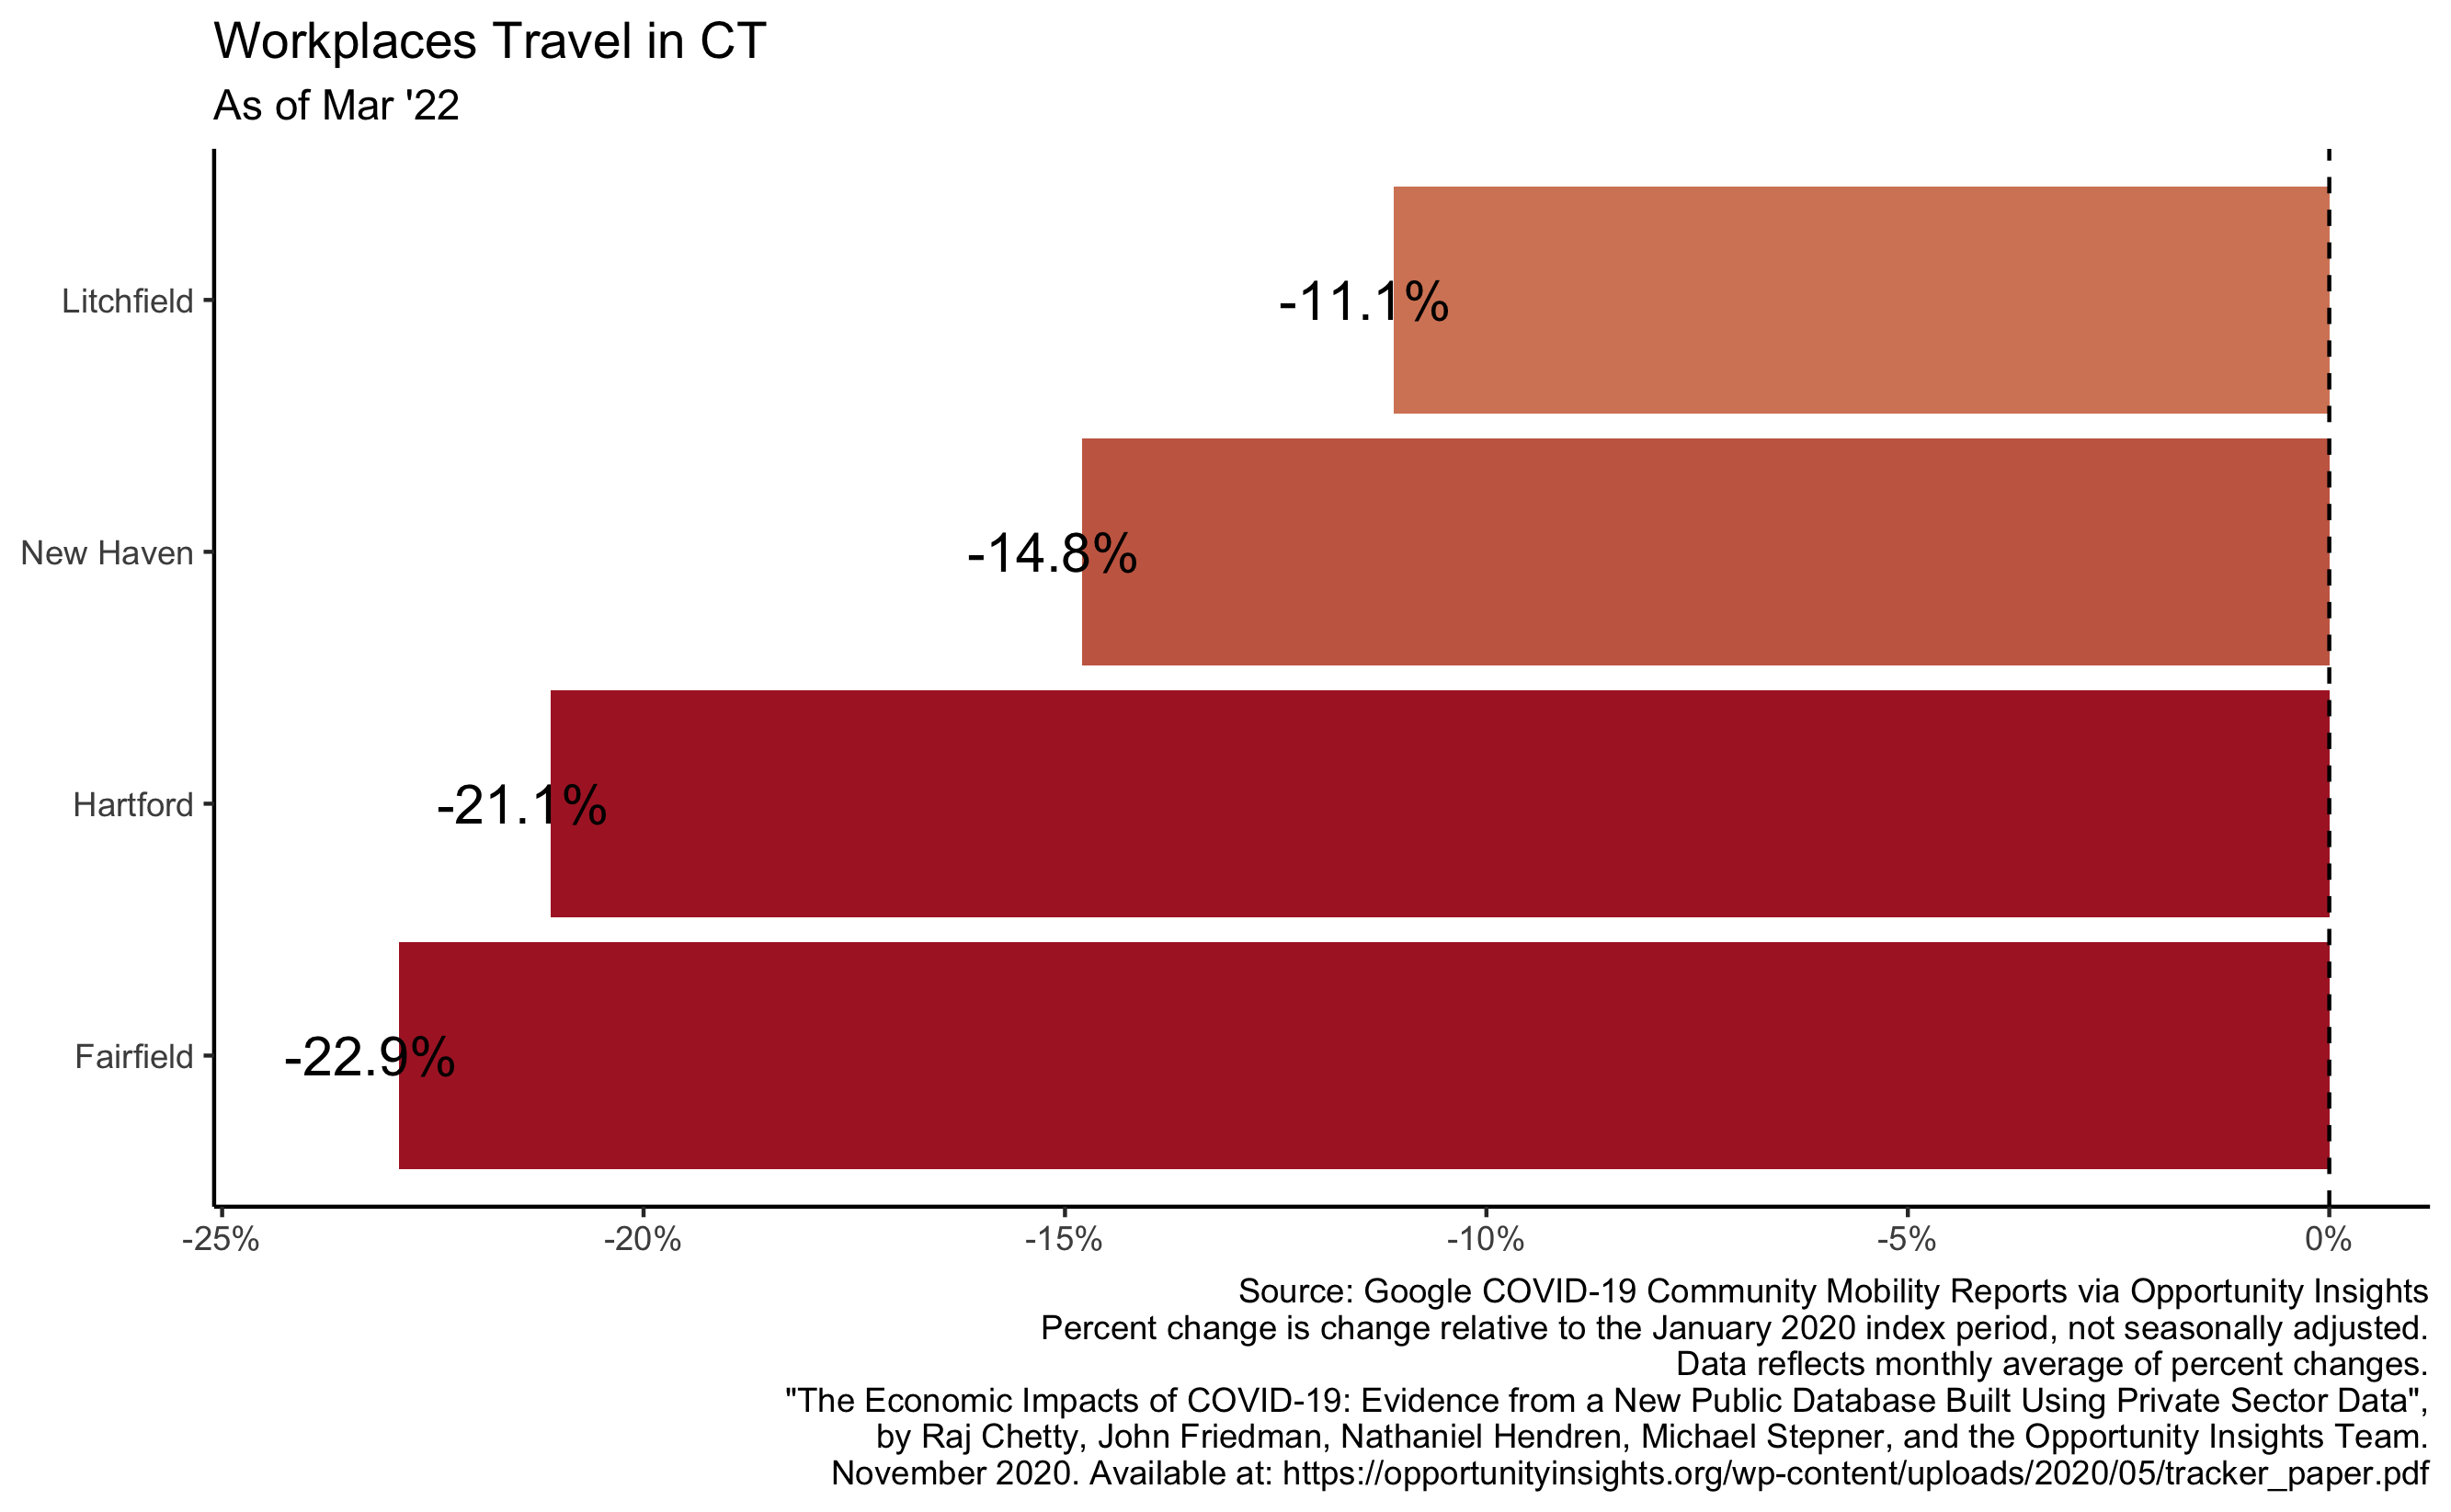 Workplaces Travel in CT
As of Mar '22
Litchfield
-11.1%
New Haven
-14.8%
Hartford
-21.1%
Fairfield
-22.9%
-25% -20% -15% -10% -5% 0%
Source: Google COVID-19 Community Mobility Reports via Opportunity Insights
Percent change is change relative to the January 2020 index period, not seasonally adjusted.
Data reflects monthly average of percent changes.
"The Economic Impacts of COVID-19: Evidence from a New Public Database Built Using Private Sector Data",
by Raj Chetty, John Friedman, Nathaniel Hendren, Michael Stepner, and the Opportunity Insights Team.
November 2020. Available at: https://opportunityinsights.org/wp-content/uploads/2020/05/tracker_paper.pdf